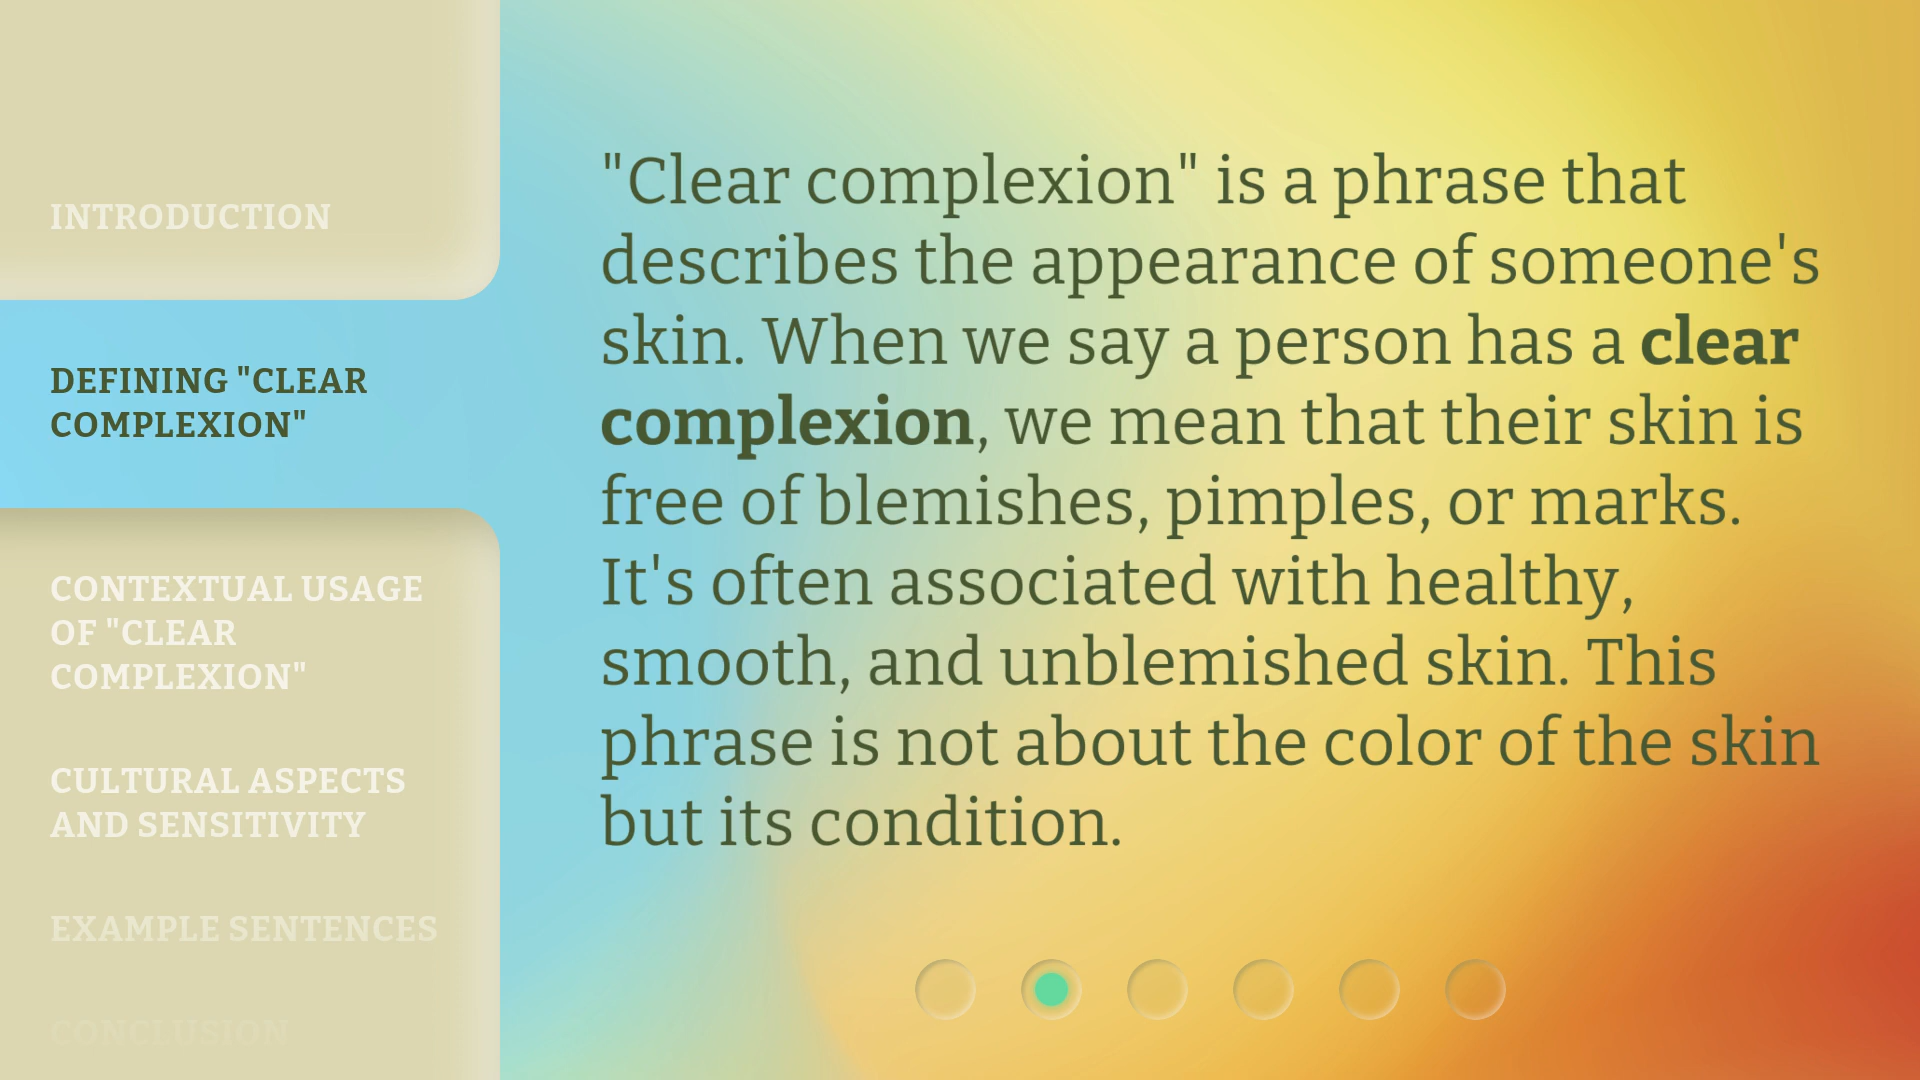 INTRODUCTION
DEFINING "CLEAR
COMPLEXION"
CONTEXTUAL USAGE
OF "CLEAR
COMPLEXION"
CULTURAL ASPECTS
AND SENSITIVITY
EXAMPLE SENTENCES
CONCLUSION
"Clear complexion" is a phrase that
describes the appearance of someone's
skin. When we say a person has a clear
complexion, we mean that their skin is
free of blemishes, pimples, or marks.
It's often associated with healthy,
smooth, and unblemished skin. This
phrase is not about the color of the skin
but its condition.